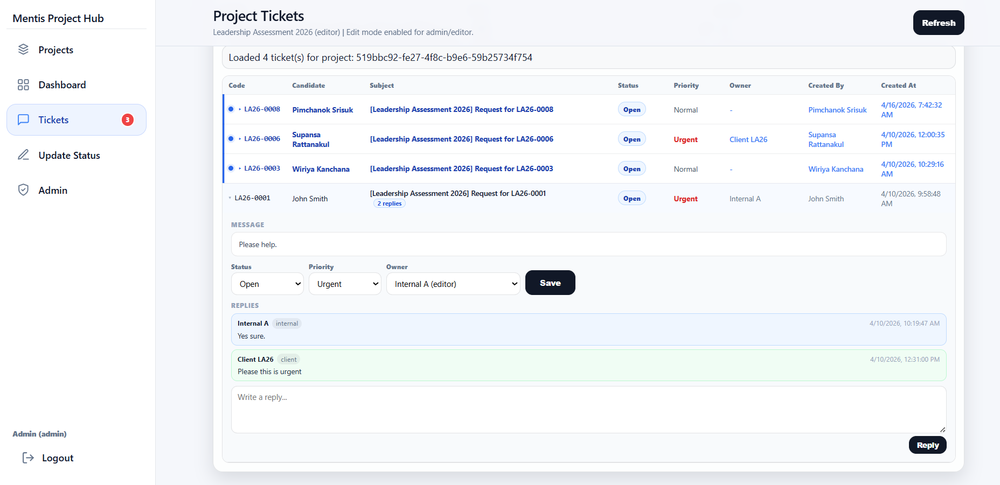 Mentis Project Hub
Projects
Dashboard
Tickets 3
Update Status
Admin
Admin (admin)
Logout
Project Tickets
Leadership Assessment 2026 (editor) | Edit mode enabled for admin/editor.
Refresh
Loaded 4 ticket(s) for project: 519bbc92-fe27-4f8c-b9e6-59b25734f754
Code Candidate Subject Status Priority Owner Created By Created At
LA26-0008 Pimchanok Srisuk [Leadership Assessment 2026] Request for LA26-0008 Open Normal - Pimchanok Srisuk 4/16/2026, 7:42:32
AM
LA26-0006 Supansa [Leadership Assessment 2026] Request for LA26-0006 Open Urgent Client LA26 Supansa 4/10/2026, 12:00:35
Rattanakul Rattanakul PM
LA26-0003 Wiriya Kanchana [Leadership Assessment 2026] Request for LA26-0003 Open Normal - Wiriya Kanchana 4/10/2026, 10:29:16
AM
LA26-0001 John Smith [Leadership Assessment 2026] Request for LA26-0001 Open Urgent Internal A John Smith 4/10/2026, 9:58:48
2 replies AM
MESSAGE
Please help.
Status Priority Owner
Open Urgent Internal A (editor) Save
REPLIES
Internal A internal 4/10/2026, 10:19:47 AM
Yes sure.
Client LA26 client 4/10/2026, 12:31:00 PM
Please this is urgent
Write a reply...
Reply